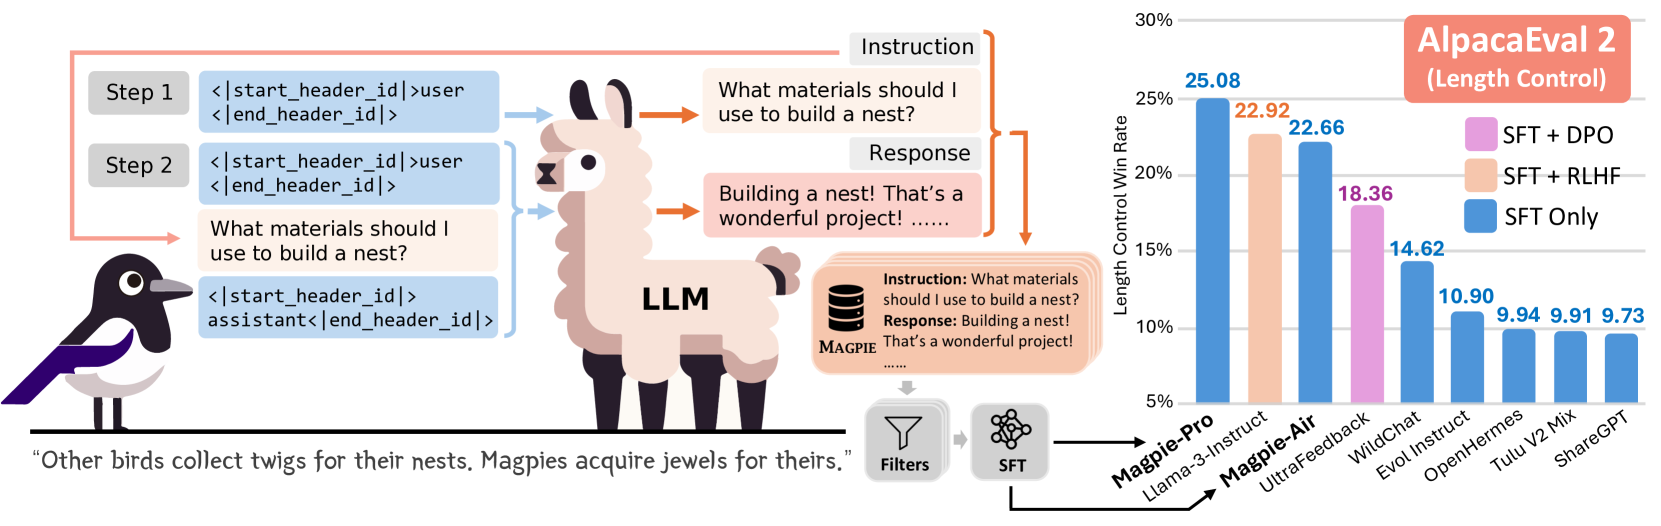 Instruction
Step 1
<|start_header_id|>user
<|end_header_id|>
What materials should I
use to build a nest?
Step 2
<|start_header_id|>user
<|end_header_id|>
What materials should I
use to build a nest?
<|start_header_id|>
assistant<|end_header_id|>
Response
Building a nest! That's a
wonderful project! ......
LLM
MAGPIE
Instruction: What materials
should I use to build a nest?
Response: Building a nest!
That's a wonderful project!
......
Filters
SFT
“Other birds collect twigs for their nests. Magpies acquire jewels for theirs.”
AlpacaEval 2
(Length Control)
SFT + DPO
SFT + RLHF
SFT Only
Length Control Win Rate
30%
25%
20%
15%
10%
5%
25.08
22.92
22.66
18.36
14.62
10.90
9.94
9.91
9.73
Magpie-Pro
Llama-3-Instruct
Magpie-Air
UltraFeedback
WildChat
Evol Instruct
OpenHermes
Tulu V2 Mix
ShareGPT